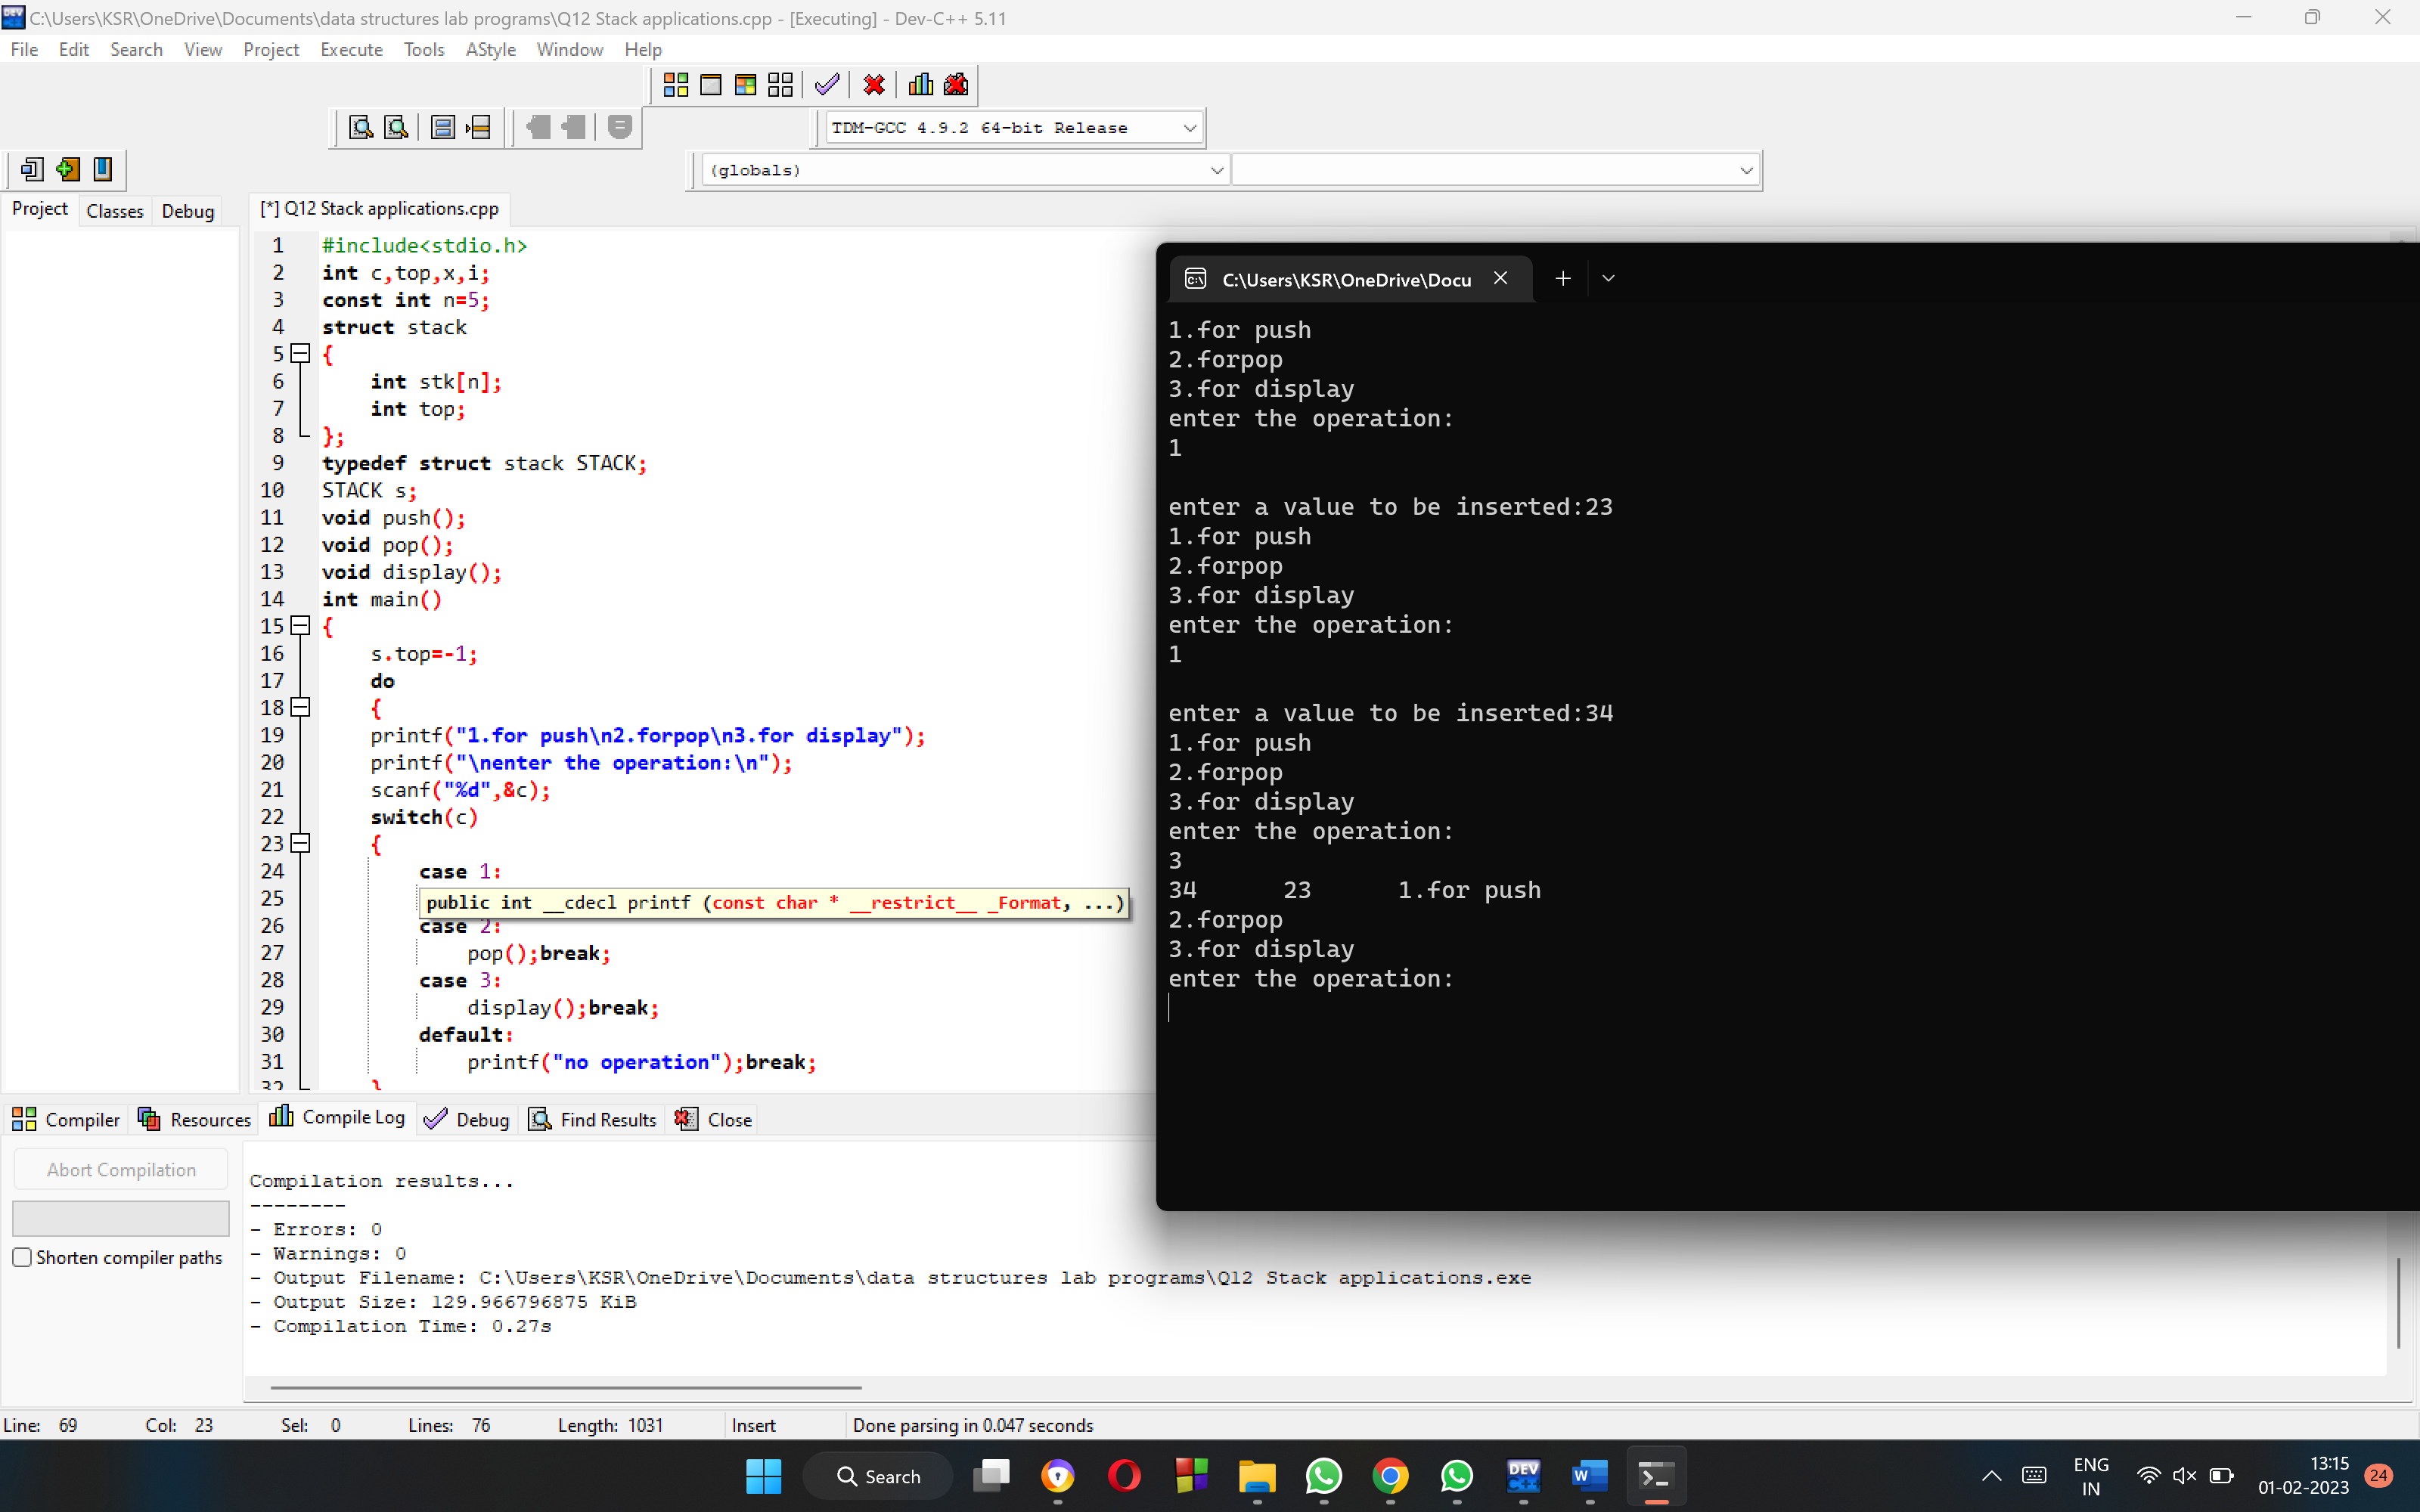 C:\Users\KSR\OneDrive\Documents\data structures lab programs\Q12 Stack applications.cpp - [Executing] - Dev-C++ 5.11
File Edit Search View Project Execute Tools AStyle Window Help
TDM-GCC 4.9.2 64-bit Release
(globals)
Project Classes Debug
[*] Q12 Stack applications.cpp
1 #include<stdio.h>
2 int c,top,x,i;
3 const int n=5;
4 struct stack
5 {
6 int stk[n];
7 int top;
8 };
9 typedef struct stack STACK;
10 STACK s;
11 void push();
12 void pop();
13 void display();
14 int main()
15 {
16 s.top=-1;
17 do
18 {
19 printf("1.for push\n2.forpop\n3.for display");
20 printf("\nenter the operation:\n");
21 scanf("%d",&c);
22 switch(c)
23 {
24 case 1:
25
public int __cdecl printf (const char * __restrict__ _Format, ...)
26 case 2:
27 pop();break;
28 case 3:
29 display();break;
30 default:
31 printf("no operation");break;
32 }
C:\Users\KSR\OneDrive\Docu
1.for push
2.forpop
3.for display
enter the operation:
1
enter a value to be inserted:23
1.for push
2.forpop
3.for display
enter the operation:
1
enter a value to be inserted:34
1.for push
2.forpop
3.for display
enter the operation:
3
34 23 1.for push
2.forpop
3.for display
enter the operation:
Compiler Resources Compile Log Debug Find Results Close
Abort Compilation
Shorten compiler paths
Compilation results...
--------
- Errors: 0
- Warnings: 0
- Output Filename: C:\Users\KSR\OneDrive\Documents\data structures lab programs\Q12 Stack applications.exe
- Output Size: 129.966796875 KiB
- Compilation Time: 0.27s
Line: 69 Col: 23 Sel: 0 Lines: 76 Length: 1031 Insert Done parsing in 0.047 seconds
Search
DEV C++
W
ENG
IN
13:15
01-02-2023
24